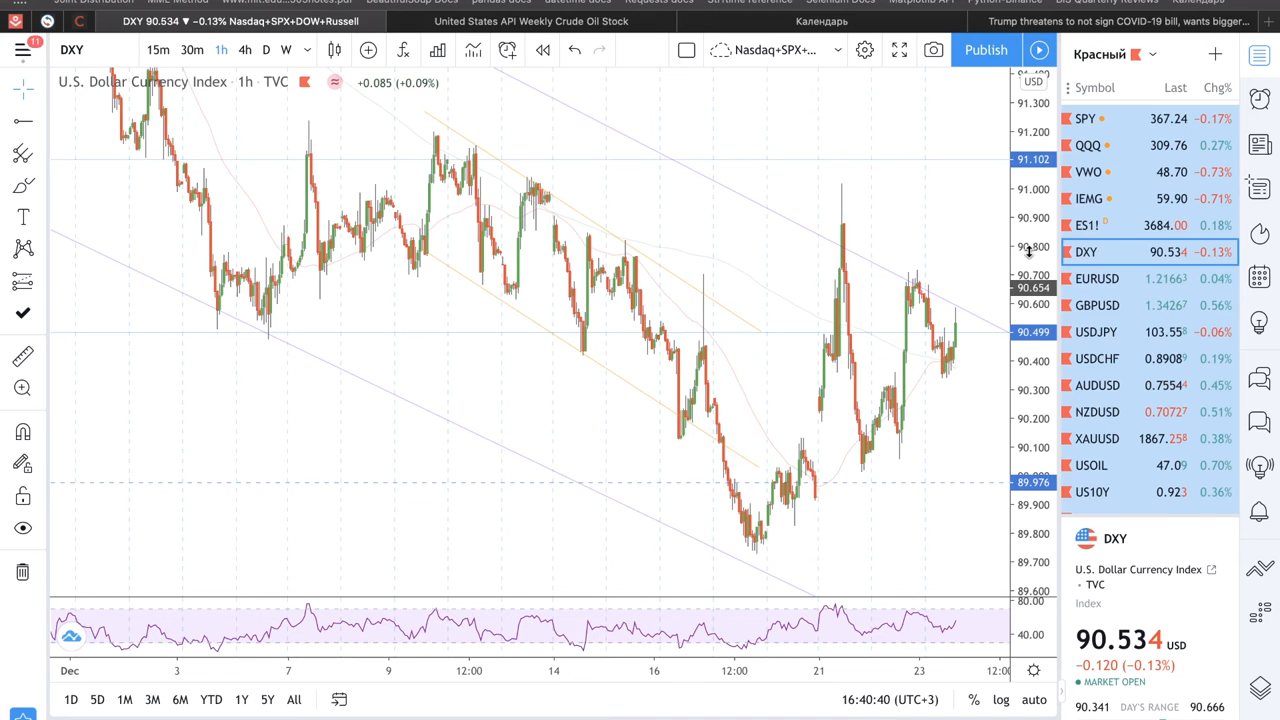 DXY 90.534 ▼ −0.13% Nasdaq+SPX+DOW+Russell
United States API Weekly Crude Oil Stock
Календарь
Trump threatens to not sign COVID-19 bill, wants bigger...
11
DXY
15m 30m 1h 4h D W
Nasdaq+SPX+...
Publish
Красный
U.S. Dollar Currency Index · 1h · TVC
+0.085 (+0.09%)
USD
91.300
91.200
91.102
91.000
90.900
90.800
90.700
90.654
90.600
90.499
90.400
90.300
90.200
90.100
89.976
89.900
89.800
89.700
89.600
80.00
40.00
Symbol Last Chg%
SPY 367.24 −0.17%
QQQ 309.76 0.27%
VWO 48.70 −0.73%
IEMG 59.90 −0.71%
ES1! D 3684.00 0.18%
DXY 90.534 −0.13%
EURUSD 1.21663 0.04%
GBPUSD 1.34267 0.56%
USDJPY 103.558 −0.06%
USDCHF 0.89089 0.19%
AUDUSD 0.75544 0.45%
NZDUSD 0.70727 0.51%
XAUUSD 1867.258 0.38%
USOIL 47.09 0.70%
US10Y 0.923 0.36%
DXY
U.S. Dollar Currency Index
• TVC
Index
90.534 USD
−0.120 (−0.13%)
MARKET OPEN
90.341 DAY'S RANGE 90.666
Dec 3 7 9 12:00 14 16 12:00 21 23 12:00
1D 5D 1M 3M 6M YTD 1Y 5Y All
16:40:40 (UTC+3)
% log auto